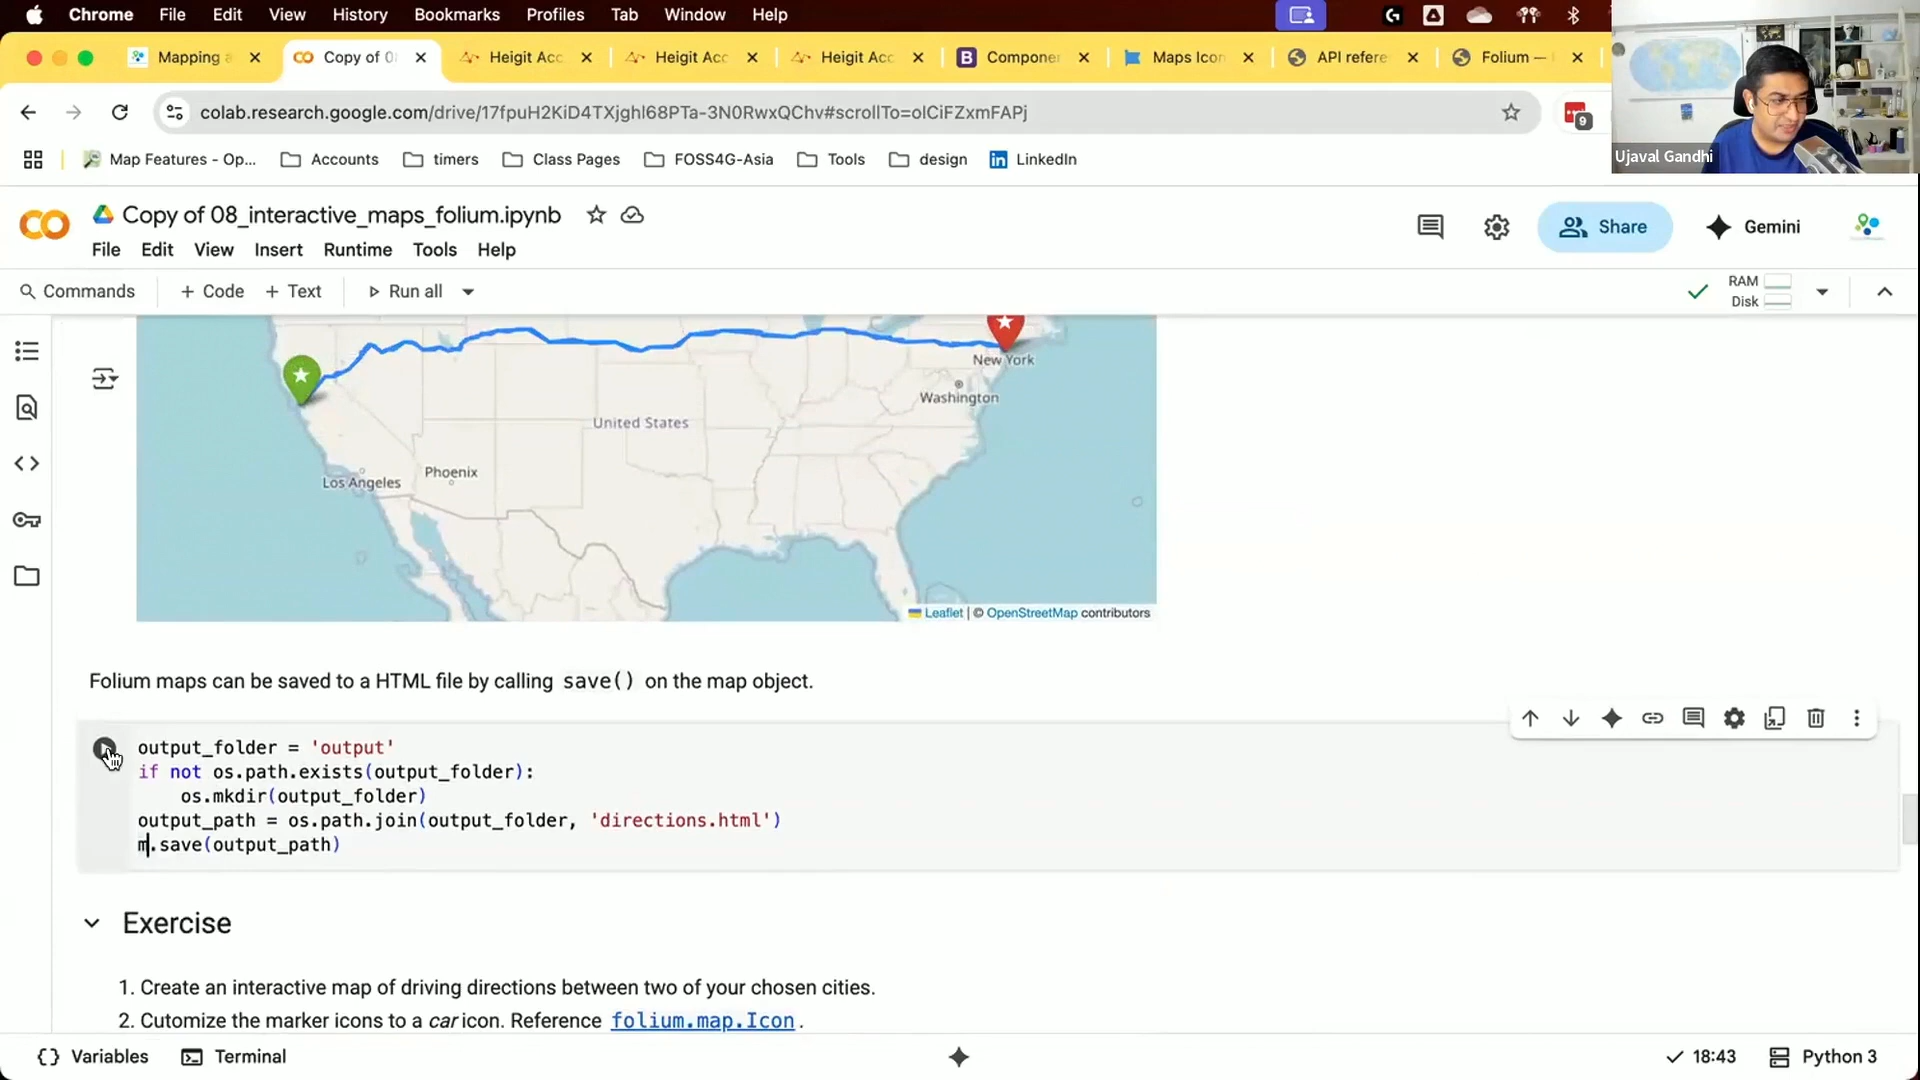 Chrome File Edit View History Bookmarks Profiles Tab Window Help
Mapping a Copy of 0 Heigit Acc Heigit Acc Heigit Acc Componen Maps Icon API refere Folium —
colab.research.google.com/drive/17fpuH2KiD4TXjghl68PTa-3N0RwxQChv#scrollTo=olCiFZxmFAPj
9
Map Features - Op... Accounts timers Class Pages FOSS4G-Asia Tools design LinkedIn
Ujaval Gandhi
Copy of 08_interactive_maps_folium.ipynb
Share
Gemini
File Edit View Insert Runtime Tools Help
Commands + Code + Text Run all
RAM
Disk
New York
Washington
United States
Phoenix
Los Angeles
Leaflet | © OpenStreetMap contributors
Folium maps can be saved to a HTML file by calling save() on the map object.
output_folder = 'output'
if not os.path.exists(output_folder):
os.mkdir(output_folder)
output_path = os.path.join(output_folder, 'directions.html')
m.save(output_path)
Exercise
1. Create an interactive map of driving directions between two of your chosen cities.
2. Cutomize the marker icons to a car icon. Reference folium.map.Icon.
Variables Terminal 18:43 Python 3